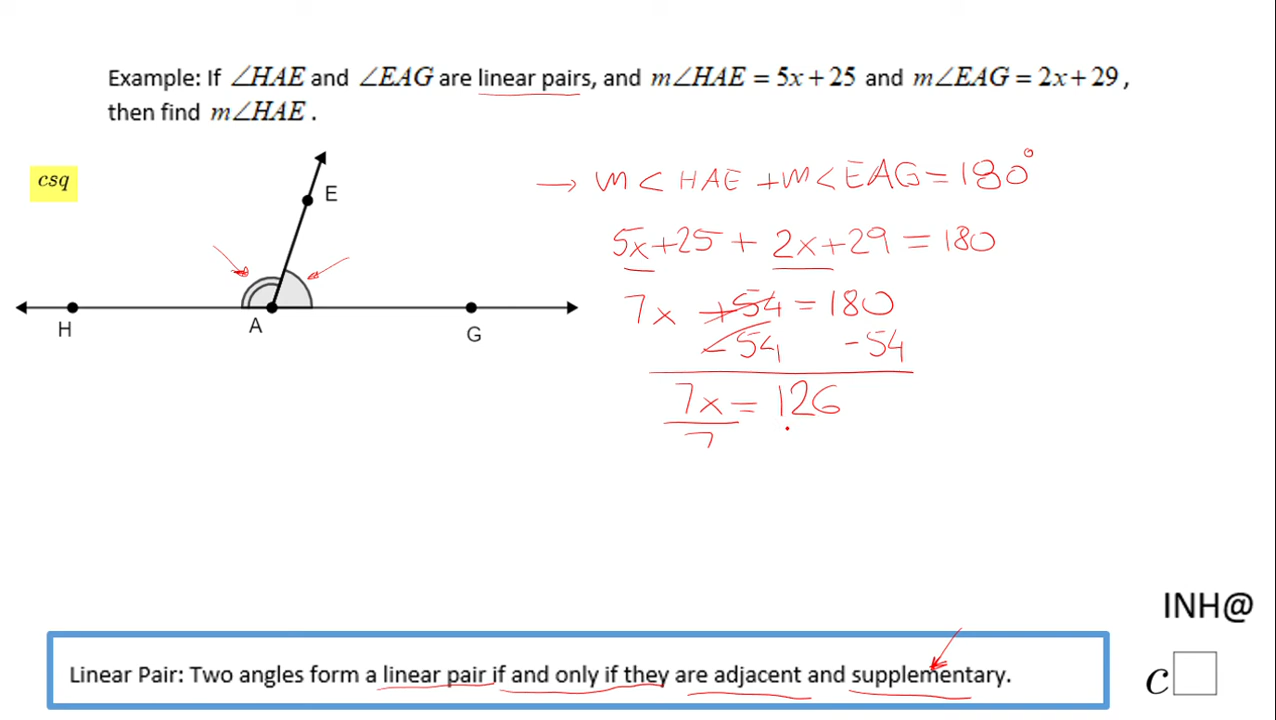 Example: If ∠HAE and ∠EAG are linear pairs, and m∠HAE = 5x + 25 and m∠EAG = 2x + 29,
then find m∠HAE.
csq
E
H
A
G
→ m < HAE + m < EAG = 180°
5x + 25 + 2x + 29 = 180
7x + 54 = 180
- 54 - 54
7x = 126
7
INH@
Linear Pair: Two angles form a linear pair if and only if they are adjacent and supplementary.
c